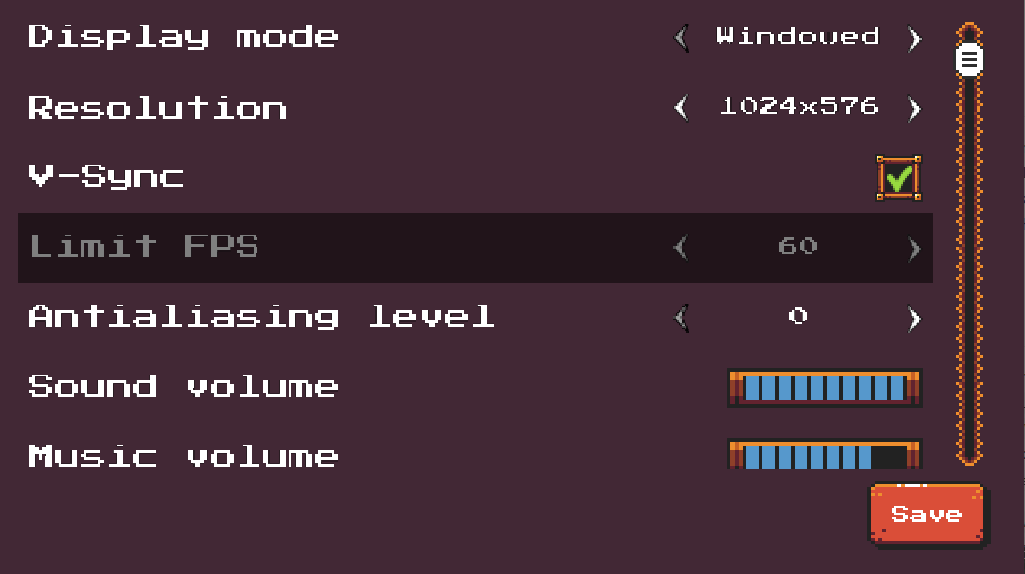 Display mode
Windowed
Resolution
1024x576
V-Sync
Limit FPS
60
Antialiasing level
0
Sound volume
Music volume
Save